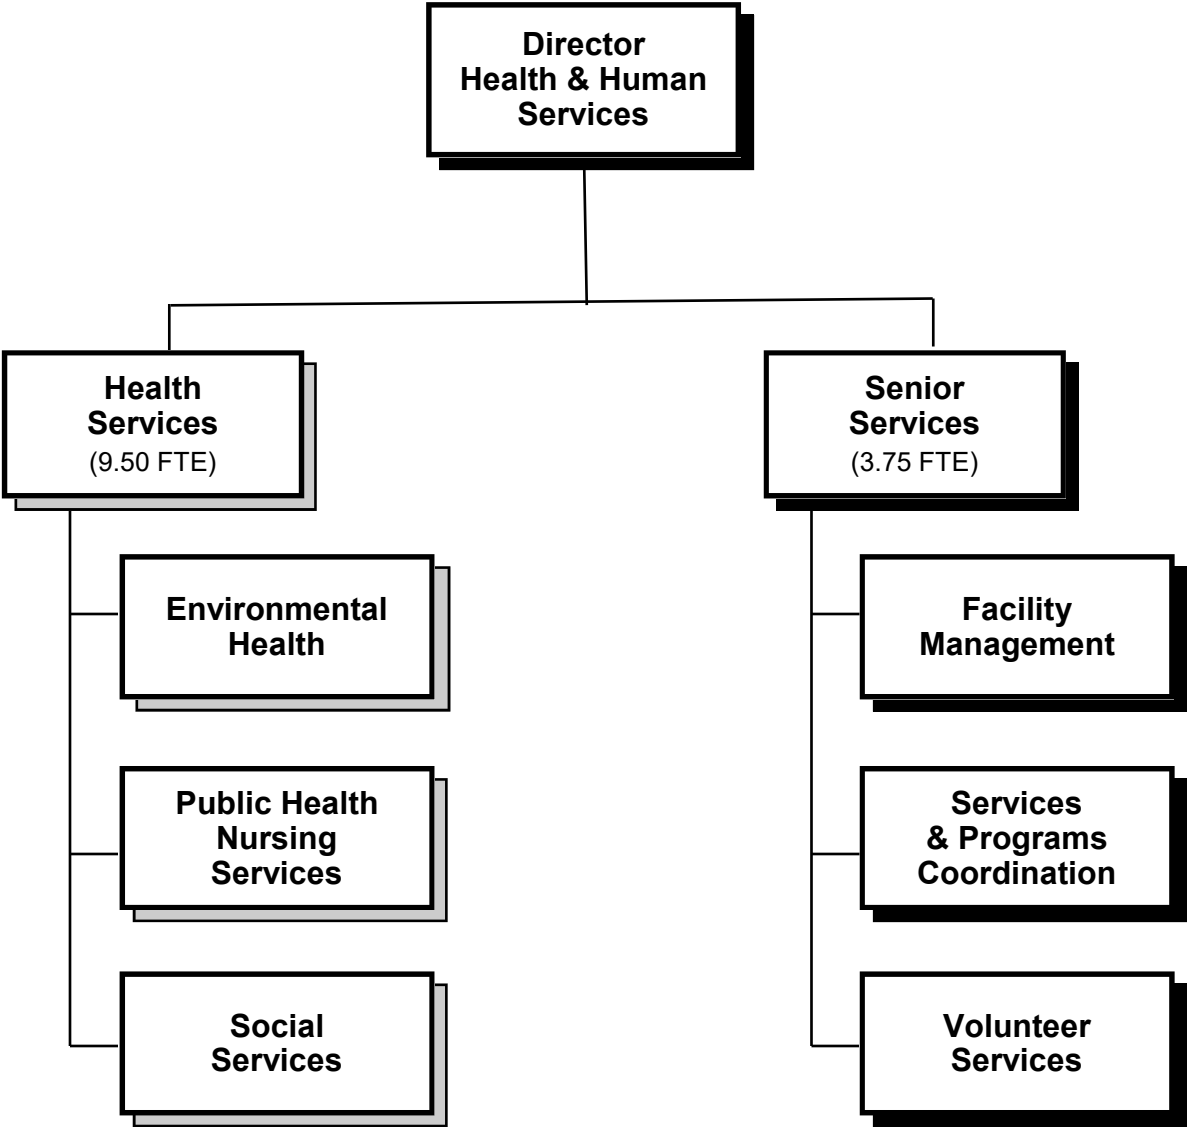 Director
Health & Human
Services
Health
Services
(9.50 FTE)
Senior
Services
(3.75 FTE)
Environmental
Health
Facility
Management
Public Health
Nursing
Services
Services
& Programs
Coordination
Social
Services
Volunteer
Services